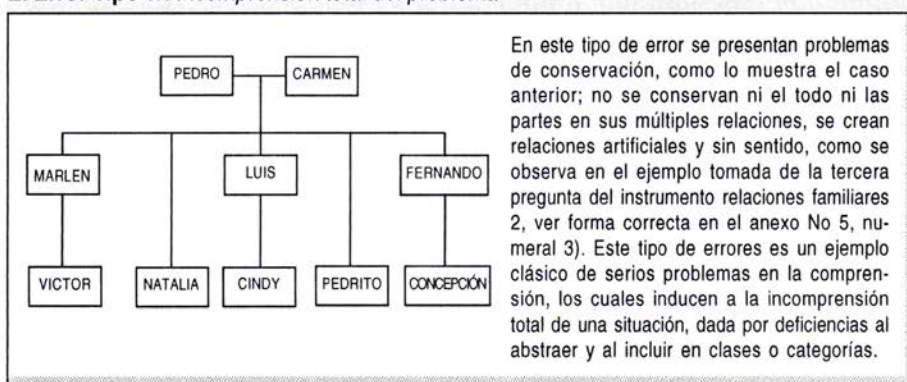 PEDRO CARMEN
MARLEN LUIS FERNANDO
VICTOR NATALIA CINDY PEDRITO CONCEPCIÓN
En este tipo de error se presentan problemas
de conservación, como lo muestra el caso
anterior; no se conservan ni el todo ni las
partes en sus múltiples relaciones, se crean
relaciones artificiales y sin sentido, como se
observa en el ejemplo tomada de la tercera
pregunta del instrumento relaciones familiares
2, ver forma correcta en el anexo No 5, nu-
meral 3). Este tipo de errores es un ejemplo
clásico de serios problemas en la compren-
sión, los cuales inducen a la incomprensión
total de una situación, dada por deficiencias al
abstraer y al incluir en clases o categorías.